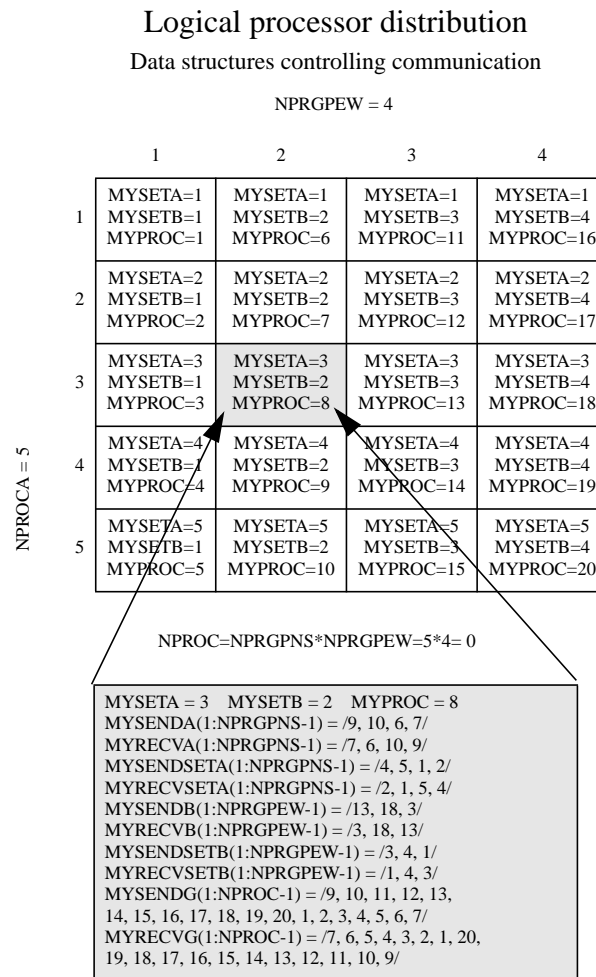 Logical processor distribution
Data structures controlling communication
NPRGPEW = 4
1 2 3 4
MYSETA=1 MYSETA=1 MYSETA=1 MYSETA=1
1 MYSETB=1 MYSETB=2 MYSETB=3 MYSETB=4
MYPROC=1 MYPROC=6 MYPROC=11 MYPROC=16
MYSETA=2 MYSETA=2 MYSETA=2 MYSETA=2
2 MYSETB=1 MYSETB=2 MYSETB=3 MYSETB=4
MYPROC=2 MYPROC=7 MYPROC=12 MYPROC=17
MYSETA=3 MYSETA=3 MYSETA=3 MYSETA=3
3 MYSETB=1 MYSETB=2 MYSETB=3 MYSETB=4
MYPROC=3 MYPROC=8 MYPROC=13 MYPROC=18
MYSETA=4 MYSETA=4 MYSETA=4 MYSETA=4
4 MYSETB=1 MYSETB=2 MYSETB=3 MYSETB=4
MYPROC=4 MYPROC=9 MYPROC=14 MYPROC=19
MYSETA=5 MYSETA=5 MYSETA=5 MYSETA=5
5 MYSETB=1 MYSETB=2 MYSETB=3 MYSETB=4
MYPROC=5 MYPROC=10 MYPROC=15 MYPROC=20
NPROCA = 5
NPROC=NPRGPNS*NPRGPEW=5*4= 0
MYSETA = 3 MYSETB = 2 MYPROC = 8
MYSENDA(1:NPRGPNS-1) = /9, 10, 6, 7/
MYRECVA(1:NPRGPNS-1) = /7, 6, 10, 9/
MYSENDSETA(1:NPRGPNS-1) = /4, 5, 1, 2/
MYRECVSETA(1:NPRGPNS-1) = /2, 1, 5, 4/
MYSENDB(1:NPRGPEW-1) = /13, 18, 3/
MYRECVB(1:NPRGPEW-1) = /3, 18, 13/
MYSENDSETB(1:NPRGPEW-1) = /3, 4, 1/
MYRECVSETB(1:NPRGPEW-1) = /1, 4, 3/
MYSENDG(1:NPROC-1) = /9, 10, 11, 12, 13,
14, 15, 16, 17, 18, 19, 20, 1, 2, 3, 4, 5, 6, 7/
MYRECVG(1:NPROC-1) = /7, 6, 5, 4, 3, 2, 1, 20,
19, 18, 17, 16, 15, 14, 13, 12, 11, 10, 9/